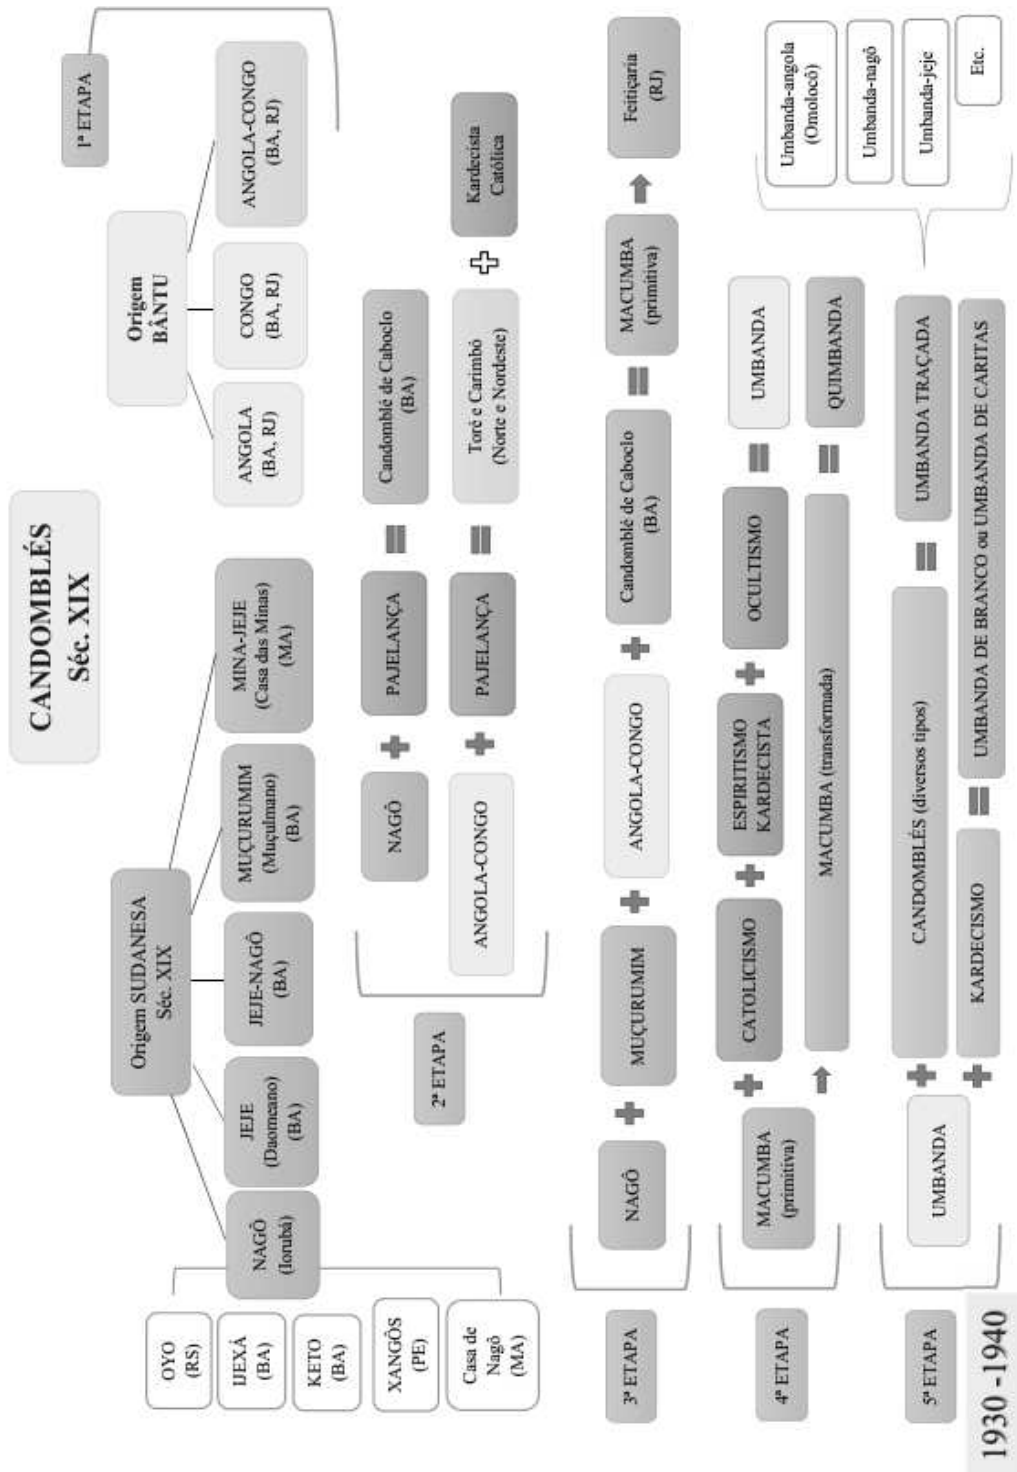 CANDOMBLÉS
Séc. XIX
1ª ETAPA
Origem SUDANESA
Séc. XIX
Origem
BÂNTU
NAGÔ
(Iorubá)
JEJE
(Daomeano)
(BA)
JEJE-NAGÔ
(BA)
MUÇURUMIM
(Muçulmano)
(BA)
MINA-JEJE
(Casa das Minas)
(MA)
ANGOLA
(BA, RJ)
CONGO
(BA, RJ)
ANGOLA-CONGO
(BA, RJ)
OYO
(RS)
IJEXÁ
(BA)
KETO
(BA)
XANGÔS
(PE)
Casa de
Nagô
(MA)
2ª ETAPA
NAGÔ
PAJELANÇA
Candomblé de Caboclo
(BA)
ANGOLA-CONGO
PAJELANÇA
Toré e Carimbó
(Norte e Nordeste)
Kardecista
Católica
3ª ETAPA
NAGÔ
MUÇURUMIM
ANGOLA-CONGO
Candomblé de Caboclo
(BA)
MACUMBA
(primitiva)
Feitiçaria
(RJ)
4ª ETAPA
MACUMBA
(primitiva)
CATOLICISMO
ESPIRITISMO
KARDECISTA
OCULTISMO
UMBANDA
MACUMBA (transformada)
QUIMBANDA
5ª ETAPA
UMBANDA
CANDOMBLÉS (diversos tipos)
UMBANDA TRAÇADA
KARDECISMO
UMBANDA DE BRANCO ou UMBANDA DE CARITAS
Umbanda-angola
(Omolocô)
Umbanda-nagô
Umbanda-jeje
Etc.
1930 -1940